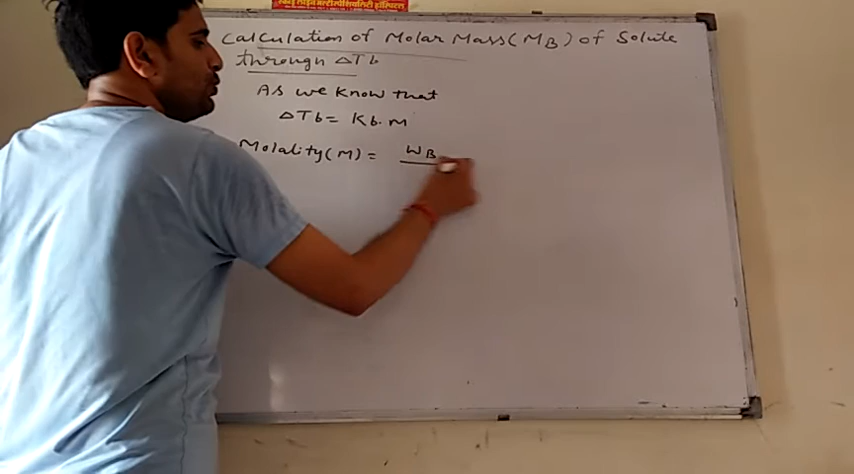 Calculation of Molar Mass(MB) of Solute
through ΔTb
As we know that
ΔTb= Kb. m
Molality(m) = WB